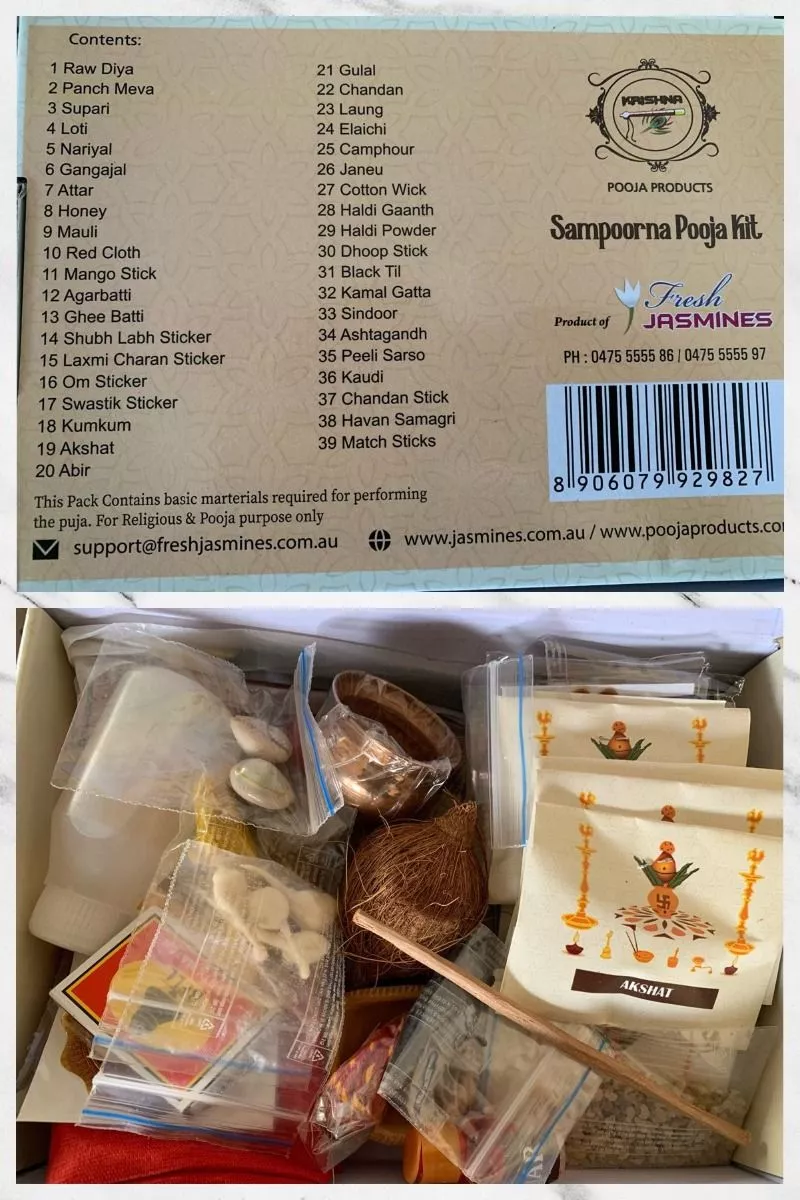 Contents:
1 Raw Diya
2 Panch Meva
3 Supari
4 Loti
5 Nariyal
6 Gangajal
7 Attar
8 Honey
9 Mauli
10 Red Cloth
11 Mango Stick
12 Agarbatti
13 Ghee Batti
14 Shubh Labh Sticker
15 Laxmi Charan Sticker
16 Om Sticker
17 Swastik Sticker
18 Kumkum
19 Akshat
20 Abir
21 Gulal
22 Chandan
23 Laung
24 Elaichi
25 Camphour
26 Janeu
27 Cotton Wick
28 Haldi Gaanth
29 Haldi Powder
30 Dhoop Stick
31 Black Til
32 Kamal Gatta
33 Sindoor
34 Ashtagandh
35 Peeli Sarso
36 Kaudi
37 Chandan Stick
38 Havan Samagri
39 Match Sticks
KRISHNA
POOJA PRODUCTS
Sampoorna Pooja Kit
Product of Fresh JASMINES
PH : 0475 5555 86 / 0475 5555 97
8 906079 929827
This Pack Contains basic marterials required for performing
the puja. For Religious & Pooja purpose only
support@freshjasmines.com.au
www.jasmines.com.au / www.poojaproducts.co
AKSHAT